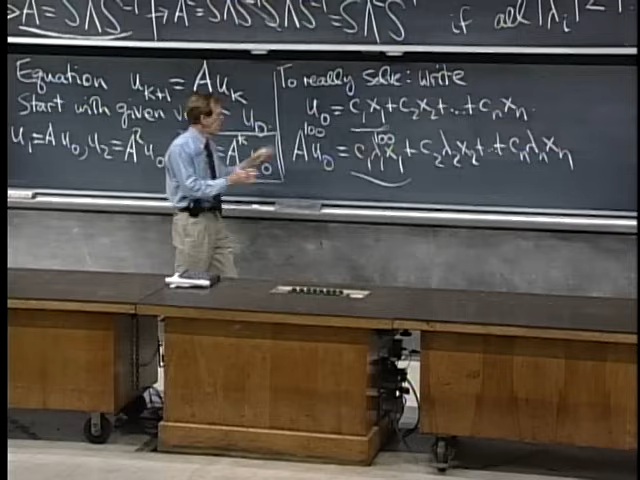 A = SΛS⁻¹
A² = SΛS⁻¹SΛS⁻¹ = SΛ²S⁻¹
if all |λᵢ| < 1
Equation uₖ₊₁ = Auₖ
Start with given u₀
u₁ = Au₀, u₂ = A²u₀
To really solve: write
u₀ = c₁x₁ + c₂x₂ + ... + cₙxₙ
A¹⁰⁰u₀ = c₁λ₁¹⁰⁰x₁ + c₂λ₂x₂ + ... + cₙλₙxₙ